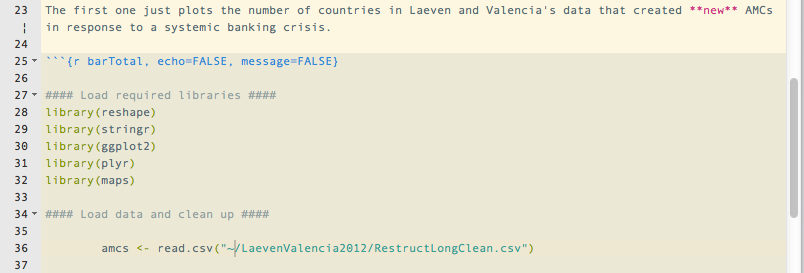 23 The first one just plots the number of countries in Laeven and Valencia's data that created **new** AMCs
¦ in response to a systemic banking crisis.
24
25 ```{r barTotal, echo=FALSE, message=FALSE}
26
27 #### Load required libraries ####
28 library(reshape)
29 library(stringr)
30 library(ggplot2)
31 library(plyr)
32 library(maps)
33
34 #### Load data and clean up ####
35
36 amcs <- read.csv("~/LaevenValencia2012/RestructLongClean.csv")
37